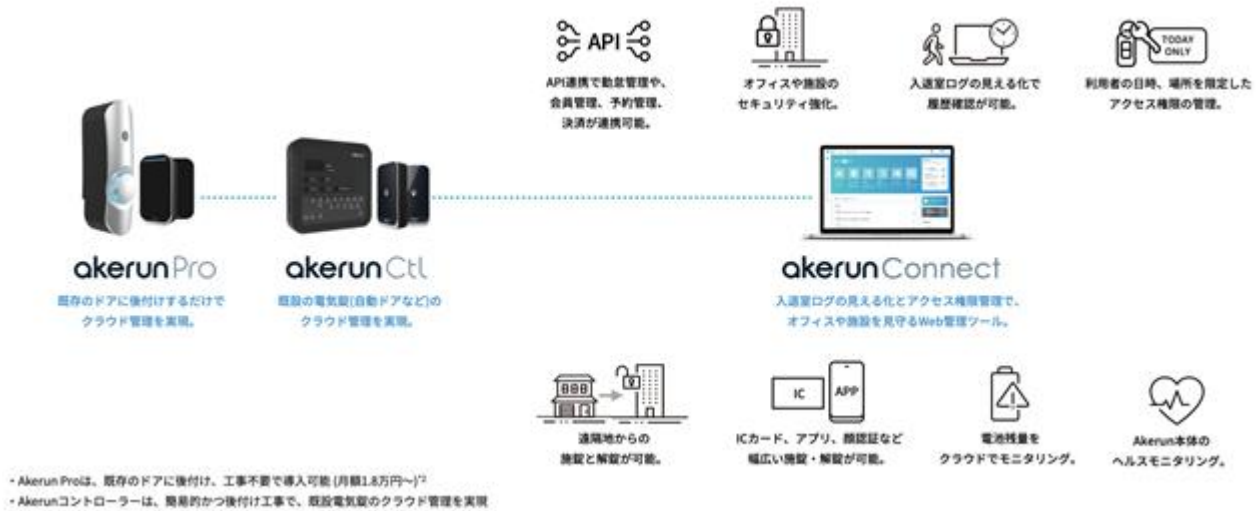 API
API連携で勤怠管理や、
会員管理、予約管理、
決済が連携可能。
オフィスや施設の
セキュリティ強化。
入退室ログの見える化で
履歴確認が可能。
TODAY
ONLY
利用者の日時、場所を限定した
アクセス権限の管理。
akerun Pro
既存のドアに後付けするだけで
クラウド管理を実現。
akerun Ctl
既設の電気錠(自動ドアなど)の
クラウド管理を実現。
akerun Connect
入退室ログの見える化とアクセス権限管理で、
オフィスや施設を見守るWeb管理ツール。
遠隔地からの
施錠と解錠が可能。
IC
APP
ICカード、アプリ、顔認証など
幅広い施錠・解錠が可能。
電池残量を
クラウドでモニタリング。
Akerun本体の
ヘルスモニタリング。
・Akerun Proは、既存のドアに後付け、工事不要で導入可能 (月額1.8万円〜)*2
・Akerunコントローラーは、簡易的かつ後付け工事で、既設電気錠のクラウド管理を実現